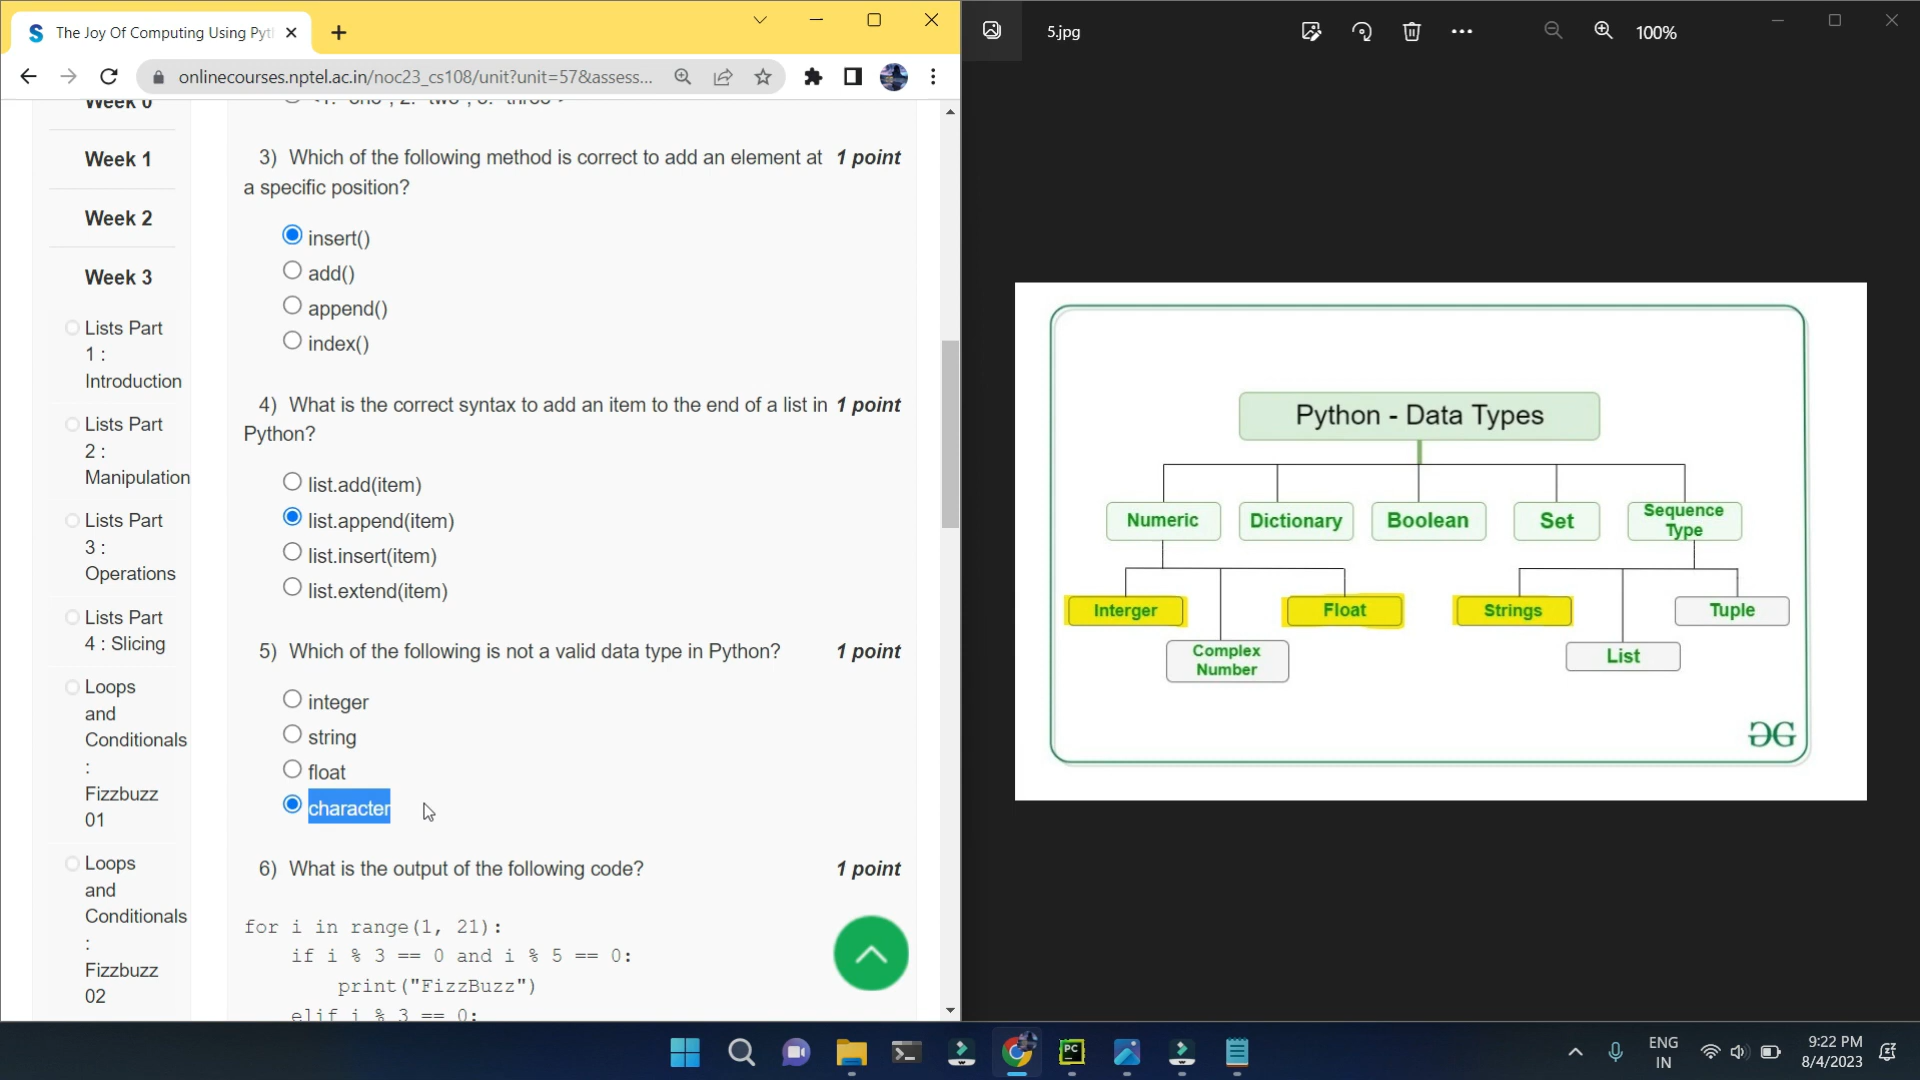 The Joy Of Computing Using Pyt
5.jpg
100%
onlinecourses.nptel.ac.in/noc23_cs108/unit?unit=57&assess...
Week 0
Week 1
Week 2
Week 3
Lists Part
1 :
Introduction
Lists Part
2 :
Manipulation
Lists Part
3 :
Operations
Lists Part
4 : Slicing
Loops
and
Conditionals
:
Fizzbuzz
01
Loops
and
Conditionals
:
Fizzbuzz
02
3) Which of the following method is correct to add an element at 1 point
a specific position?
insert()
add()
append()
index()
4) What is the correct syntax to add an item to the end of a list in 1 point
Python?
list.add(item)
list.append(item)
list.insert(item)
list.extend(item)
5) Which of the following is not a valid data type in Python? 1 point
integer
string
float
character
6) What is the output of the following code? 1 point
for i in range(1, 21):
if i % 3 == 0 and i % 5 == 0:
print("FizzBuzz")
elif i % 3 == 0:
Python - Data Types
Numeric Dictionary Boolean Set Sequence
Type
Interger Float Strings Tuple
Complex
Number
List
PC
ENG
IN
9:22 PM
8/4/2023